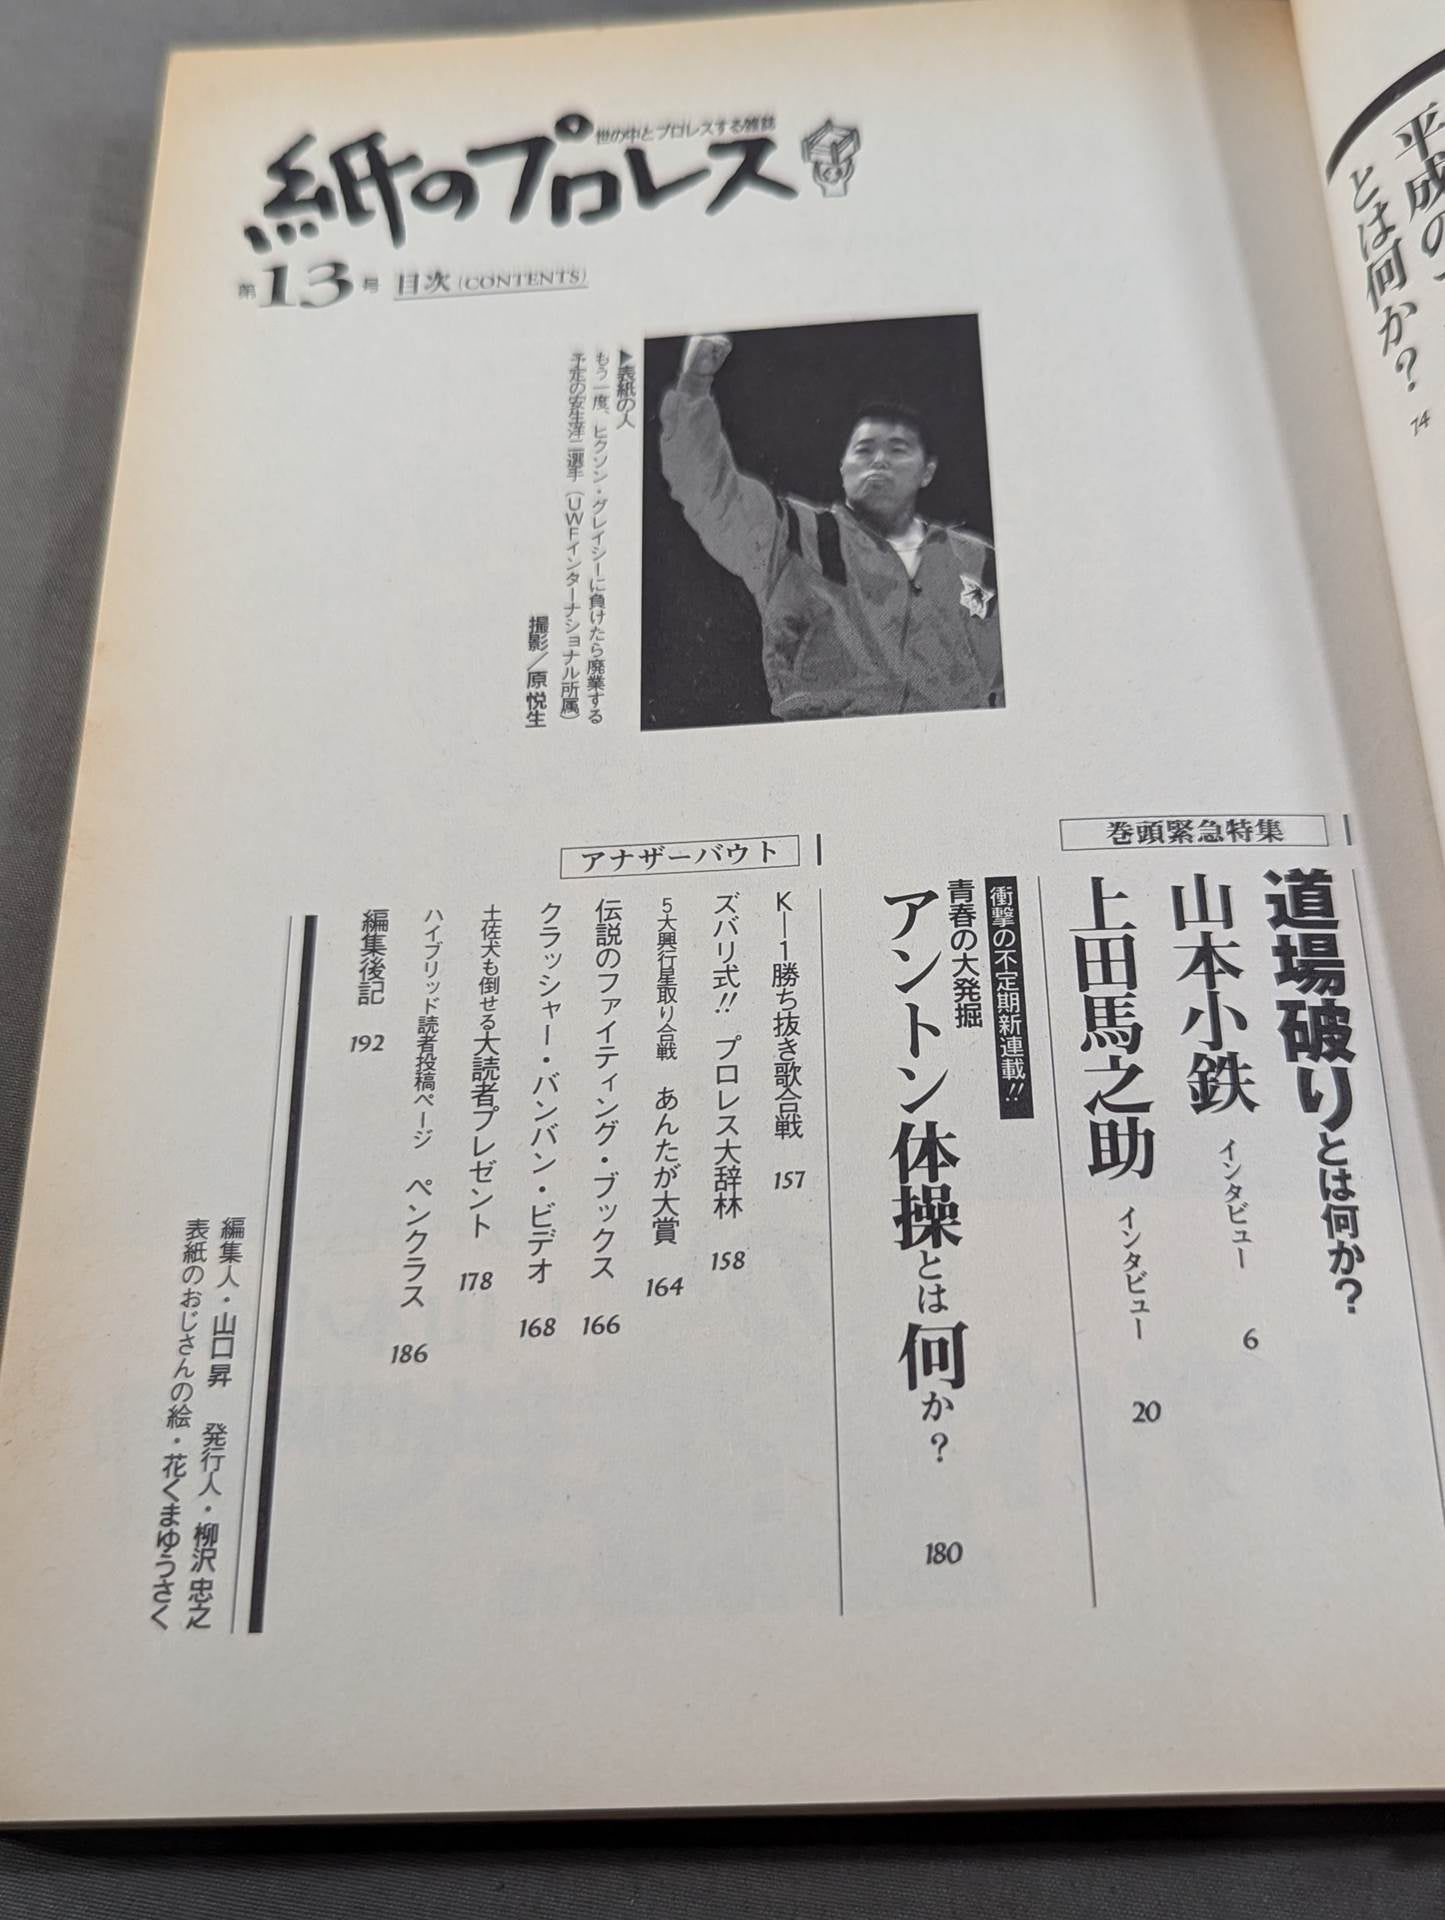 世の中とプロレスする雑誌
紙のプロレス
第13号 目次(CONTENTS)
▶表紙の人
もう一度、ヒクソン・グレイシーに負けたら廃業する
予定の安生洋二選手(UWFインターナショナル所属)
撮影/原 悦生
平成の
とは何か?
14
巻頭緊急特集
道場破りとは何か?
山本小鉄 インタビュー 6
上田馬之助 インタビュー 20
衝撃の不定期新連載!!
青春の大発掘
アントン体操とは何か? 180
アナザーバウト
K―1勝ち抜き歌合戦 157
ズバリ式!! プロレス大辞林 158
5大興行星取り合戦 あんたが大賞 164
伝説のファイティング・ブックス 166
クラッシャー・バンバン・ビデオ 168
土佐犬も倒せる大読者プレゼント 178
ハイブリッド読者投稿ページ ペンクラス 186
編集後記 192
編集人・山口 昇 発行人・柳沢 忠之
表紙のおじさんの絵・花くまゆうさく